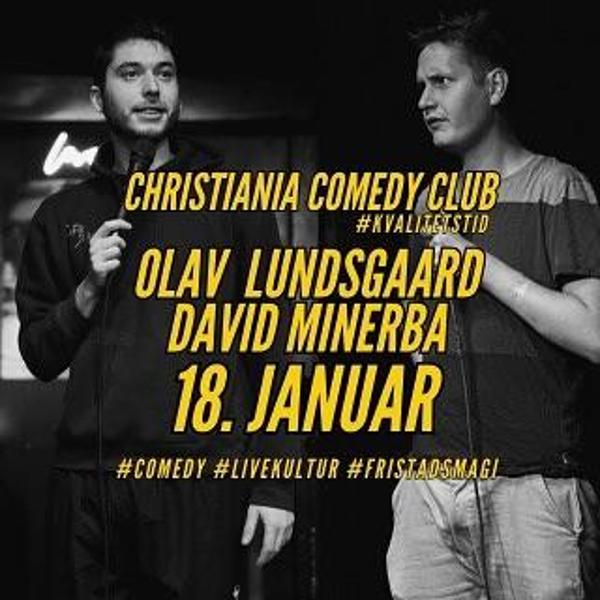 CHRISTIANIA COMEDY CLUB
#KVALITETSTID
OLAV LUNDSGAARD
DAVID MINERBA
18. JANUAR
#COMEDY #LIVEKULTUR #FRISTADSMAGI